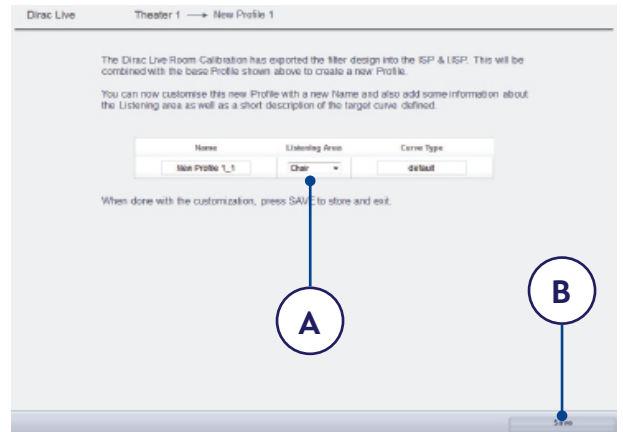 Dirac Live Theater 1 ⟶ New Profile 1
The Dirac Live Room Calibration has exported the filter design into the ISP & LISP. This will be
combined with the base Profile shown above to create a new Profile.
You can now customise this new Profile with a new Name and also add some information about
the Listening area as well as a short description of the target curve defined.
Name Listening Area Curve Type
New Profile 1_1 Chair default
When done with the customization, press SAVE to store and exit.
A
B
Save